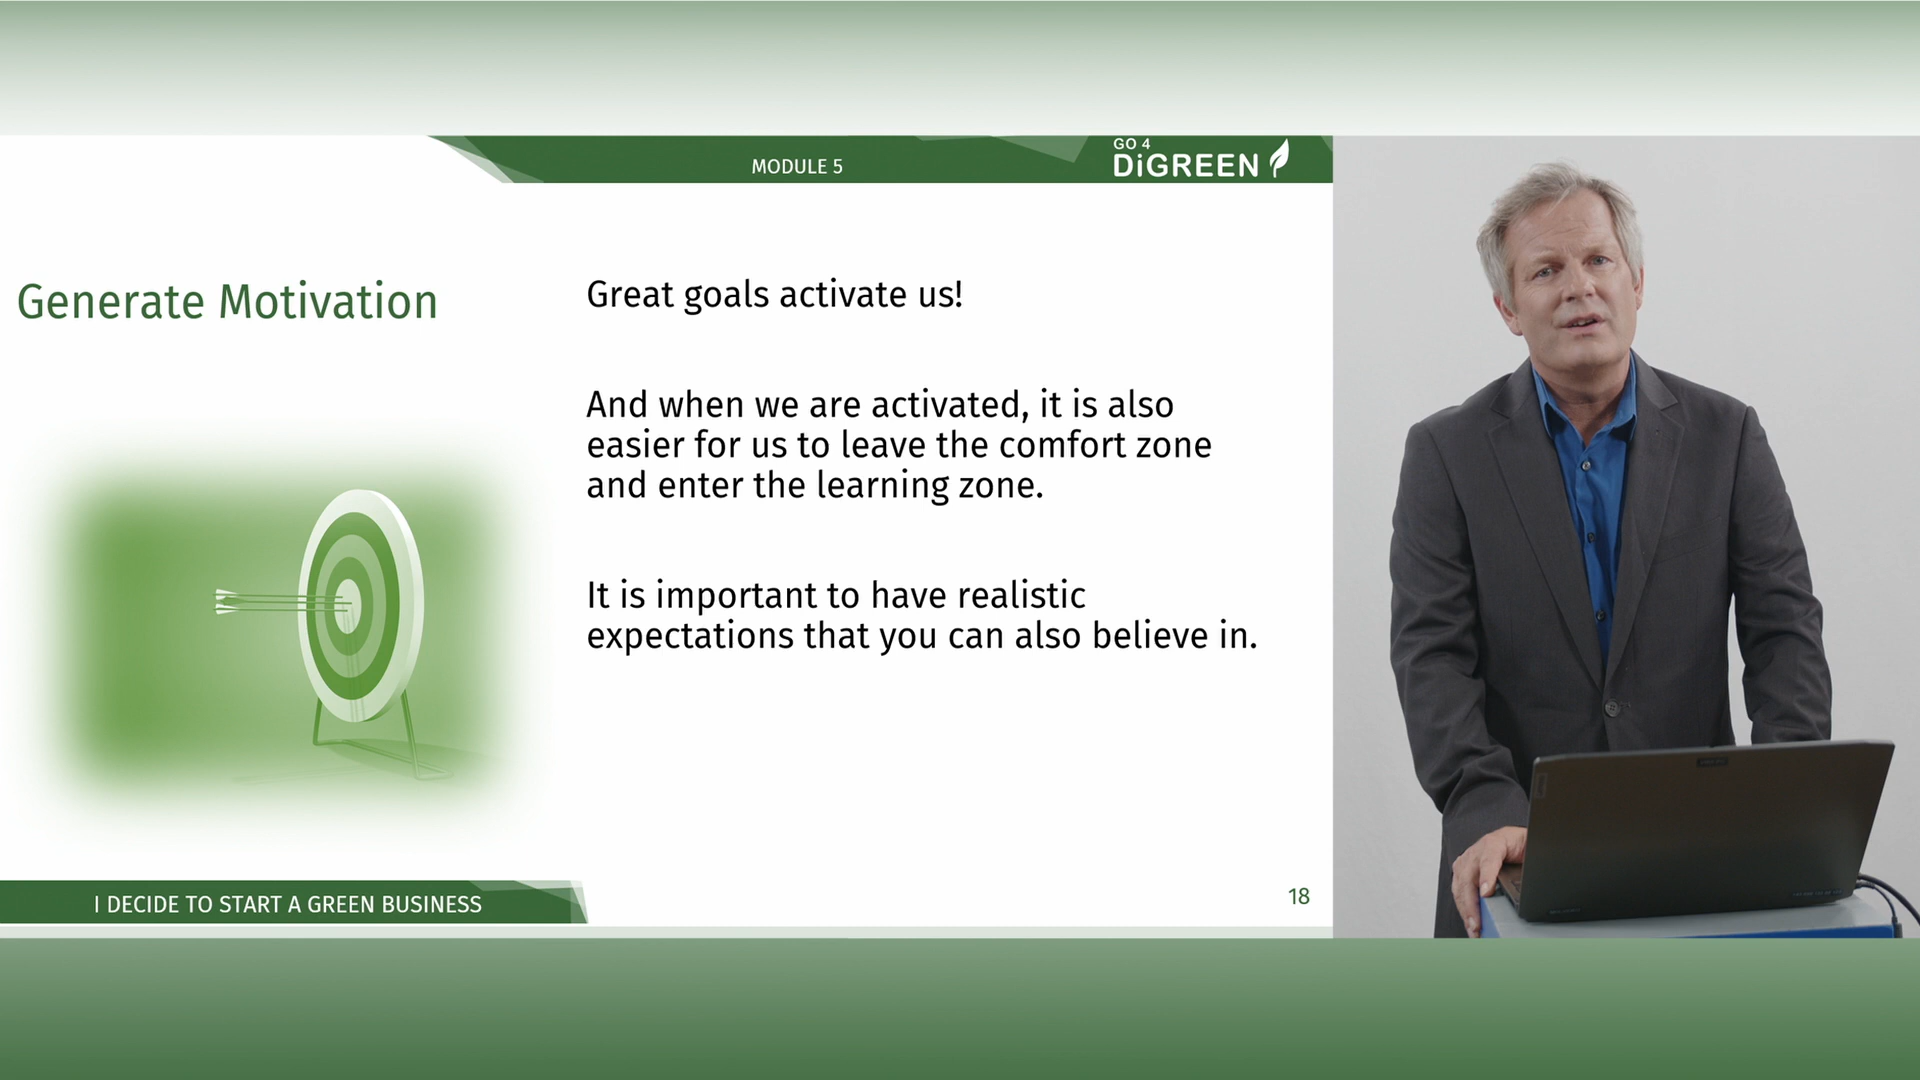 MODULE 5
GO 4
DiGREEN
Generate Motivation
Great goals activate us!
And when we are activated, it is also
easier for us to leave the comfort zone
and enter the learning zone.
It is important to have realistic
expectations that you can also believe in.
I DECIDE TO START A GREEN BUSINESS
18